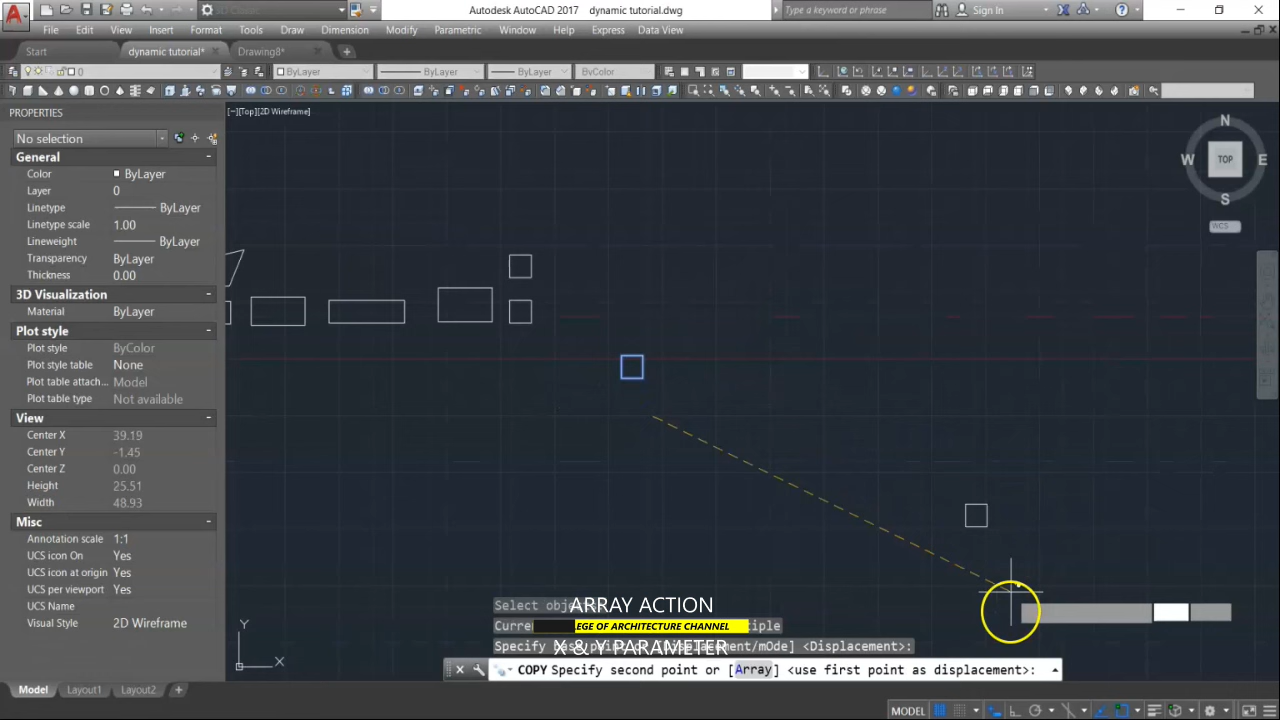 Autodesk AutoCAD 2017 dynamic tutorial.dwg
Type a keyword or phrase
Sign In
File Edit View Insert Format Tools Draw Dimension Modify Parametric Window Help Express Data View
Start dynamic tutorial* Drawing8*
0 ByLayer ByLayer ByLayer ByColor
PROPERTIES
[−][Top][2D Wireframe]
No selection
General
Color ByLayer
Layer 0
Linetype ByLayer
Linetype scale 1.00
Lineweight ByLayer
Transparency ByLayer
Thickness 0.00
3D Visualization
Material ByLayer
Plot style
Plot style ByColor
Plot style table None
Plot table attach... Model
Plot table type Not available
View
Center X 39.19
Center Y -1.45
Center Z 0.00
Height 25.51
Width 48.93
Misc
Annotation scale 1:1
UCS icon On Yes
UCS icon at origin Yes
UCS per viewport Yes
UCS Name
Visual Style 2D Wireframe
N
W TOP E
S
WCS
Y
X
Select obje
ARRAY ACTION
EGE OF ARCHITECTURE CHANNEL
X & Y PARAMETER
[Displacement/mOde] <Displacement>:
COPY Specify second point or [Array] <use first point as displacement>:
Model Layout1 Layout2
MODEL